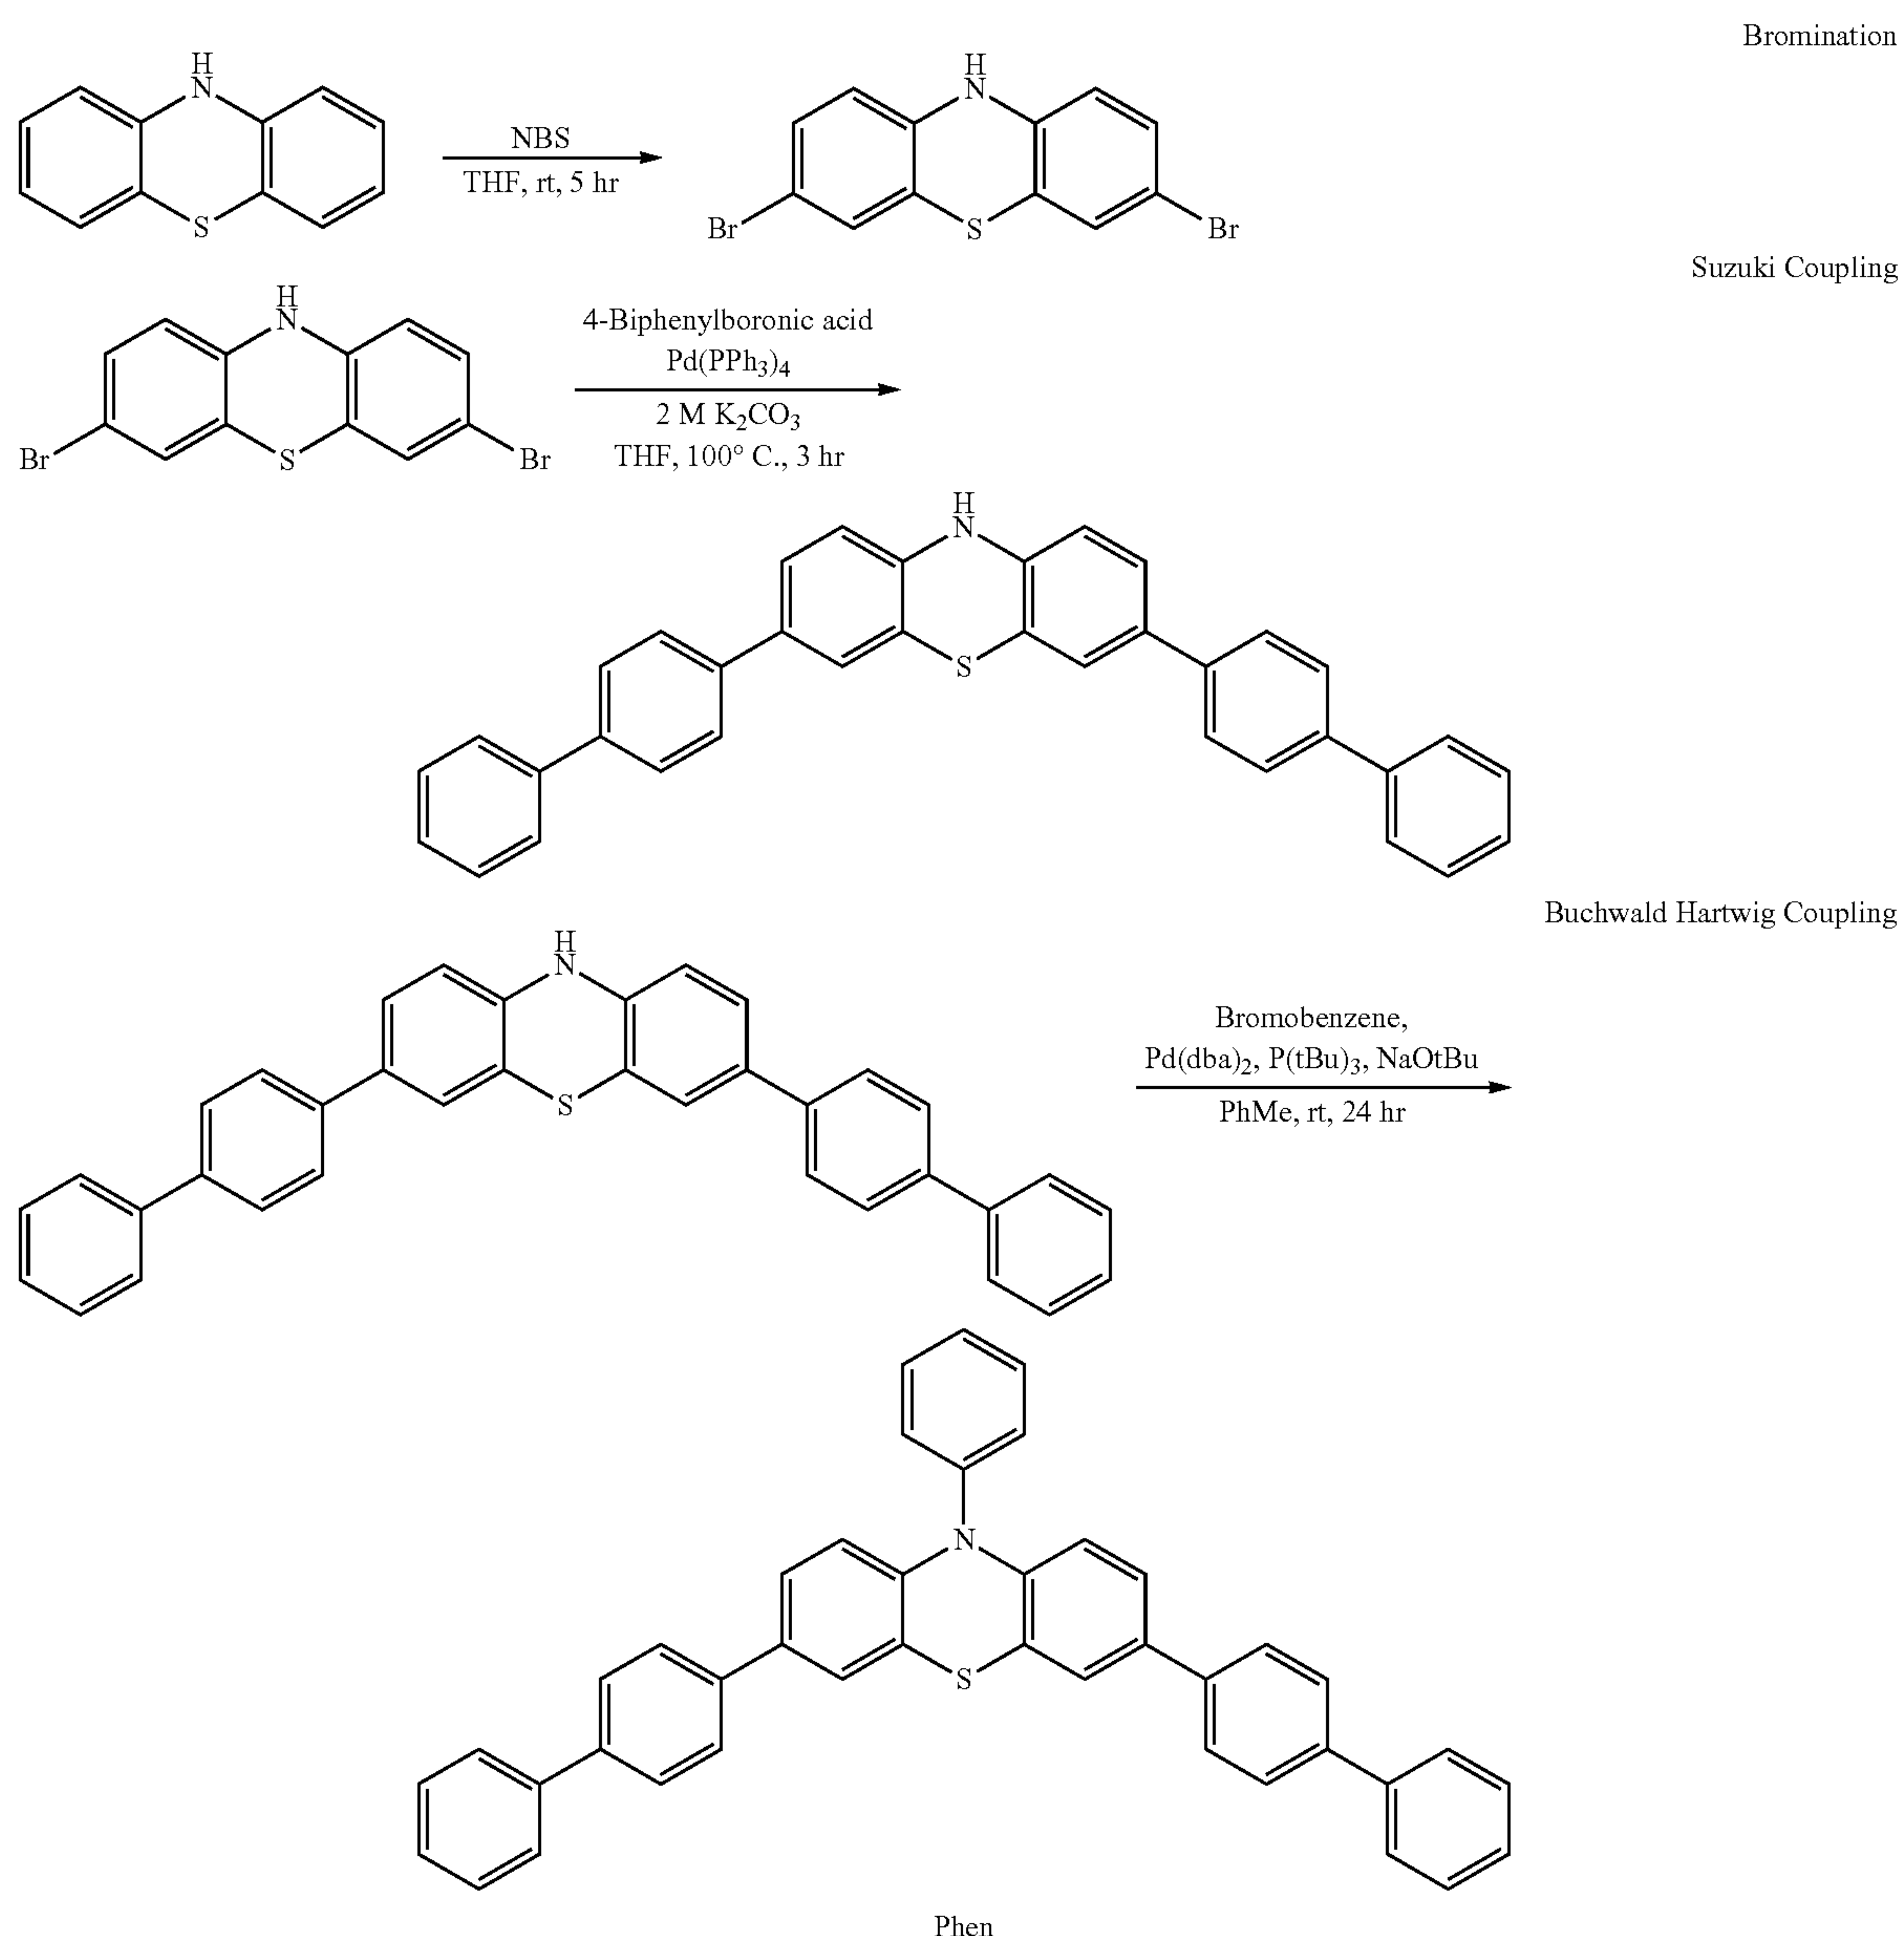 Bromination
H
N
S
NBS
THF, rt, 5 hr
H
N
Br
S
Br
Suzuki Coupling
H
N
Br
S
Br
4-Biphenylboronic acid
Pd(PPh3)4
2 M K2CO3
THF, 100° C., 3 hr
H
N
S
Buchwald Hartwig Coupling
H
N
S
Bromobenzene,
Pd(dba)2, P(tBu)3, NaOtBu
PhMe, rt, 24 hr
N
S
Phen